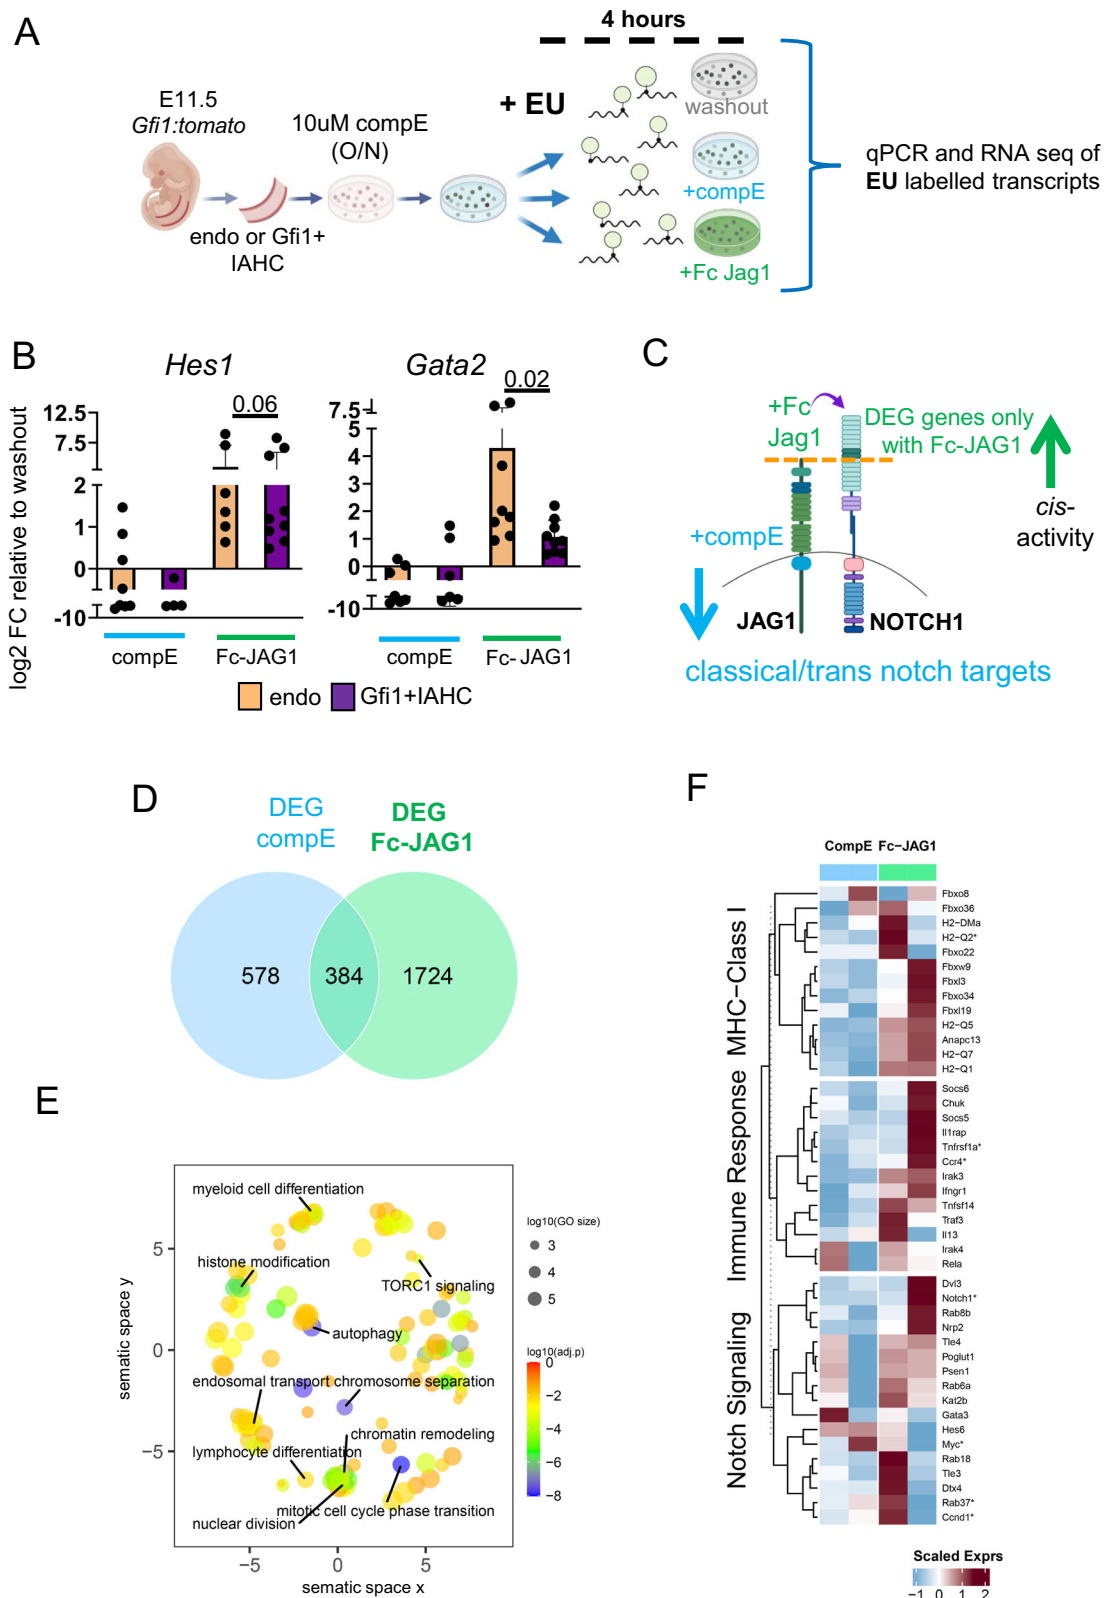 A
4 hours
E11.5
Gfi1:tomato
10uM compE
(O/N)
+ EU
washout
+compE
+Fc Jag1
endo or Gfi1+
IAHC
qPCR and RNA seq of
EU labelled transcripts
B
Hes1
Gata2
log2 FC relative to washout
12.5
7.5
2
1
0
-10
0.06
7.5
5
4
3
2
1
0
-10
0.02
compE
Fc-JAG1
compE
Fc-JAG1
endo
Gfi1+IAHC
C
+Fc
Jag1
DEG genes only
with Fc-JAG1
cis-
activity
+compE
JAG1
NOTCH1
classical/trans notch targets
D
DEG
compE
DEG
Fc-JAG1
578
384
1724
E
myeloid cell differentiation
histone modification
TORC1 signaling
autophagy
endosomal transport
chromosome separation
chromatin remodeling
lymphocyte differentiation
mitotic cell cycle phase transition
nuclear division
sematic space y
5
0
−5
−5
0
5
sematic space x
log10(GO size)
3
4
5
log10(adj.p)
0
−2
−4
−6
−8
F
CompE
Fc−JAG1
MHC−Class I
Immune Response
Notch Signaling
Fbxo8
Fbxo36
H2−DMa
H2−Q2*
Fbxo22
Fbxw9
Fbxl3
Fbxo34
Fbxl19
H2−Q5
Anapc13
H2−Q7
H2−Q1
Socs6
Chuk
Socs5
Il1rap
Tnfrsf1a*
Ccr4*
Irak3
Ifngr1
Tnfsf14
Traf3
Il13
Irak4
Rela
Dvl3
Notch1*
Rab8b
Nrp2
Tle4
Poglut1
Psen1
Rab6a
Kat2b
Gata3
Hes6
Myc*
Rab18
Tle3
Dtx4
Rab37*
Ccnd1*
Scaled Exprs
−1 0 1 2